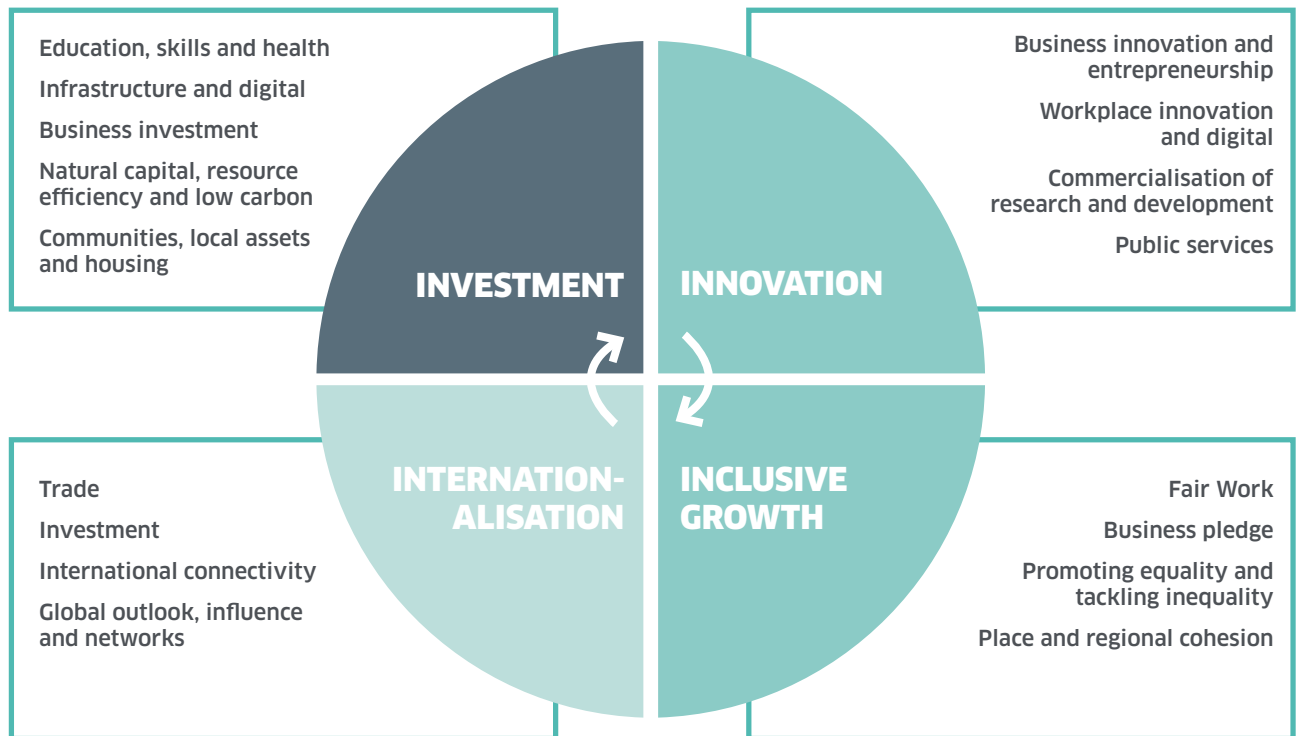 Education, skills and health
Infrastructure and digital
Business investment
Natural capital, resource
efficiency and low carbon
Communities, local assets
and housing
INVESTMENT
Business innovation and
entrepreneurship
Workplace innovation
and digital
Commercialisation of
research and development
Public services
INNOVATION
Trade
Investment
International connectivity
Global outlook, influence
and networks
INTERNATION-
ALISATION
INCLUSIVE
GROWTH
Fair Work
Business pledge
Promoting equality and
tackling inequality
Place and regional cohesion